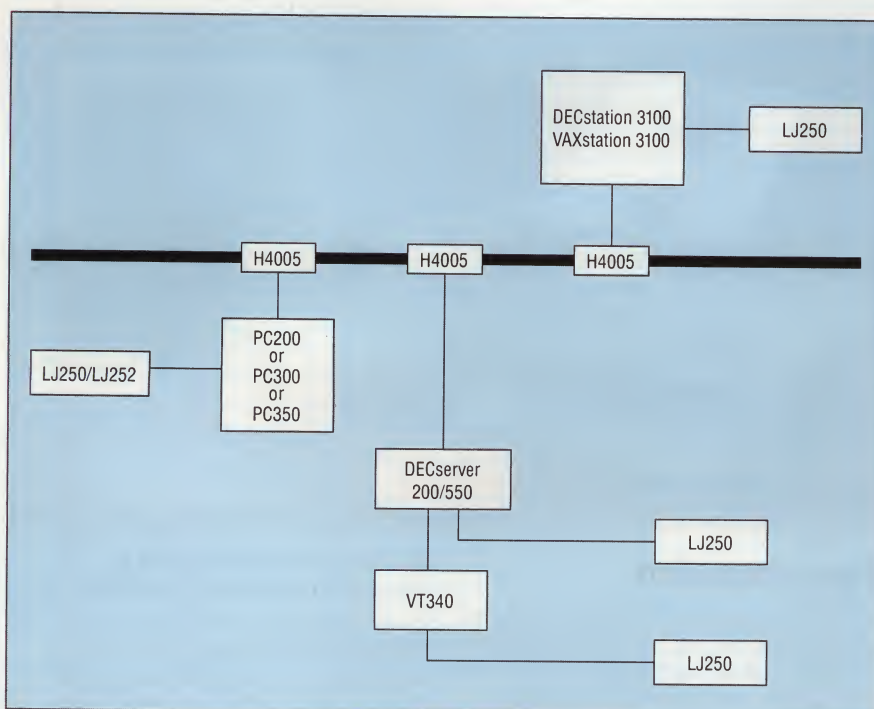 DECstation 3100
VAXstation 3100
LJ250
H4005
H4005
H4005
PC200
or
PC300
or
PC350
LJ250/LJ252
DECserver
200/550
LJ250
VT340
LJ250